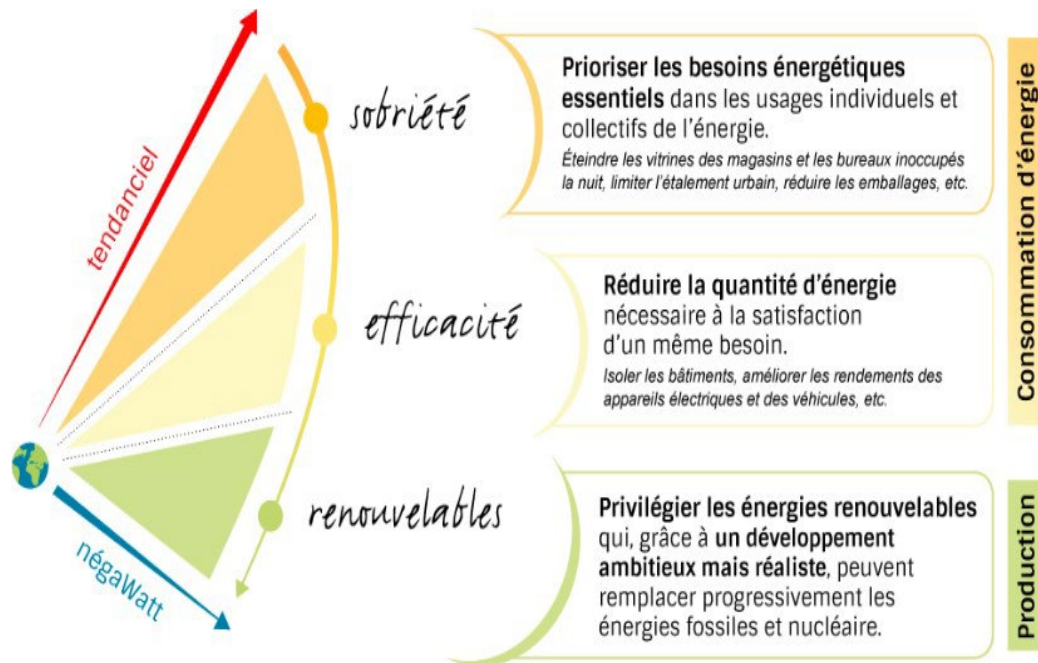 tendanciel
sobriété
Prioriser les besoins énergétiques
essentiels dans les usages individuels et
collectifs de l'énergie.
Éteindre les vitrines des magasins et les bureaux inoccupés
la nuit, limiter l'étalement urbain, réduire les emballages, etc.
efficacité
Réduire la quantité d'énergie
nécessaire à la satisfaction
d'un même besoin.
Isoler les bâtiments, améliorer les rendements des
appareils électriques et des véhicules, etc.
Consommation d'énergie
négaWatt
renouvelables
Privilégier les énergies renouvelables
qui, grâce à un développement
ambitieux mais réaliste, peuvent
remplacer progressivement les
énergies fossiles et nucléaire.
Production